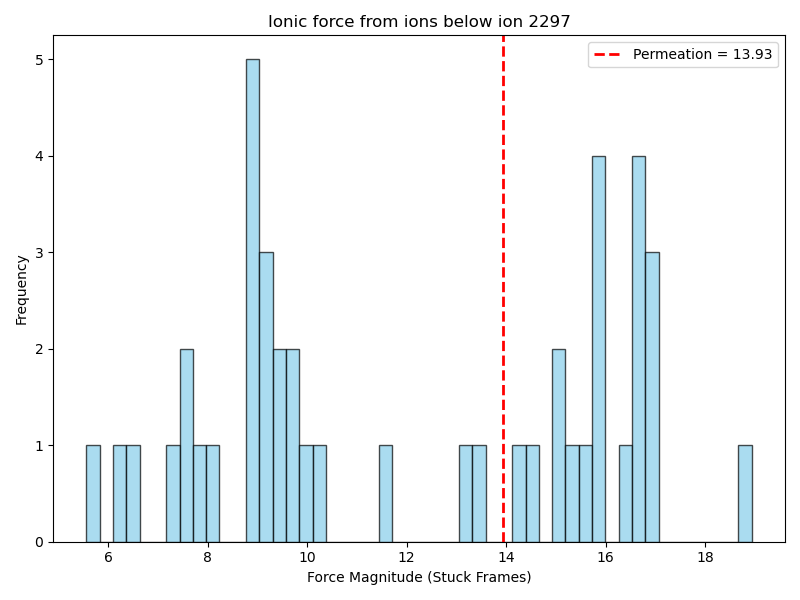 Ionic force from ions below ion 2297
Permeation = 13.93
5
4
3
2
1
0
Frequency
6 8 10 12 14 16 18
Force Magnitude (Stuck Frames)